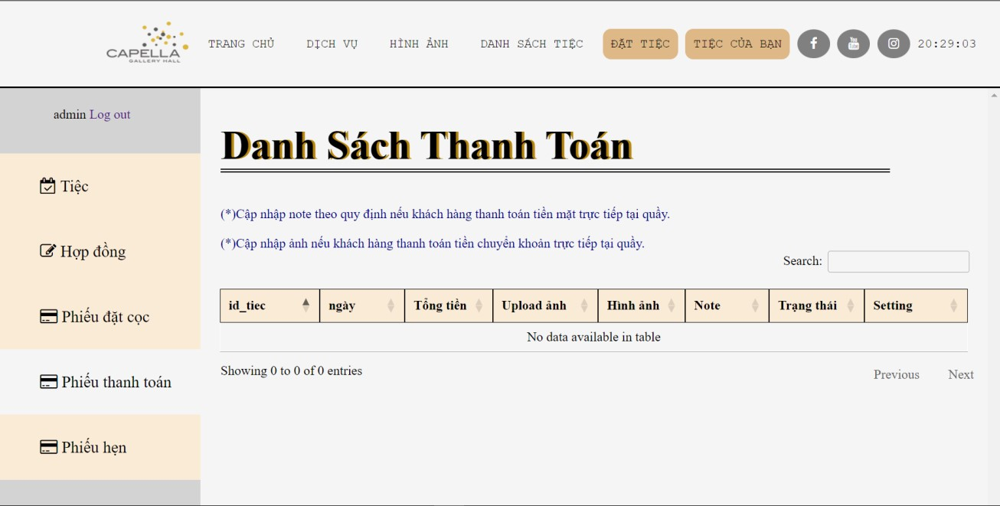 CAPELLA
GALLERY HALL
TRANG CHỦ DỊCH VỤ HÌNH ẢNH DANH SÁCH TIỆC ĐẶT TIỆC TIỆC CỦA BẠN You Tube 20:29:03
admin Log out
Tiệc
Hợp đồng
Phiếu đặt cọc
Phiếu thanh toán
Phiếu hẹn
Danh Sách Thanh Toán
(*)Cập nhập note theo quy định nếu khách hàng thanh toán tiền mặt trực tiếp tại quầy.
(*)Cập nhập ảnh nếu khách hàng thanh toán tiền chuyển khoản trực tiếp tại quầy.
Search:
id_tiec ngày Tổng tiền Upload ảnh Hình ảnh Note Trạng thái Setting
No data available in table
Showing 0 to 0 of 0 entries
Previous Next